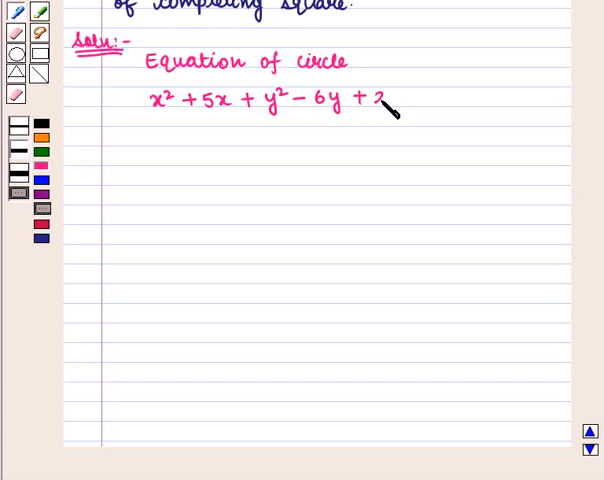 of completing square.
Soln:-
Equation of circle
x² + 5x + y² - 6y +